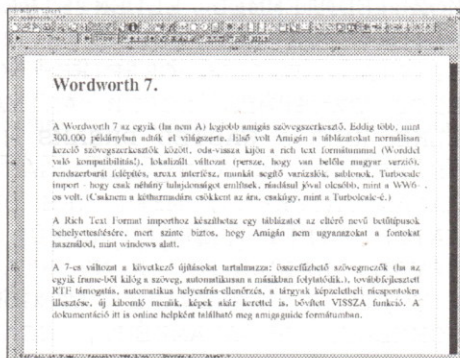 Wordworth 7.
A Wordworth 7 az egyik (ha nem A) legjobb amigás szövegszerkesztő. Eddig több, mint
300.000 példányban adták el világszerte. Első volt Amigán a táblázatokat normálisan
kezelő szövegszerkesztők között, oda-vissza kijön a rich text formátummal (Worddel
való kompatibilitás!), lokalizált változat (persze, hogy van belőle magyar verzió),
rendszerbarát felépítés, arexx interfész, munkát segítő varázslók, sablonok, Turbocalc
import - hogy csak néhány tulajdonságot említsek, ráadásul jóval olcsóbb, mint a WW6-
os volt. (Csaknem a kétharmadára csökkent az ára, csakúgy, mint a Turbolcalc-é.)
A Rich Text Format importhoz készíthetsz egy táblázatot az eltérő nevű betűtípusok
behelyettesítésére, mert szinte biztos, hogy Amigán nem ugyanazokat a fontokat
használod, mint windows alatt.
A 7-es változat a következő újításokat tartalmazza: összefűzhető szövegmezők (ha az
egyik frame-ből kilóg a szöveg, automatikusan a másikban folytatódik.), továbbfejlesztett
RTF támogatás, automatikus helyesírás-ellenőrzés, a tárgyak képzeletbeli rácspontokra
illesztése, új kibomló menük, képek akár kerettel is, bővített VISSZA funkció. A
dokumentáció itt is online helpként található meg amigaguide formátumban.